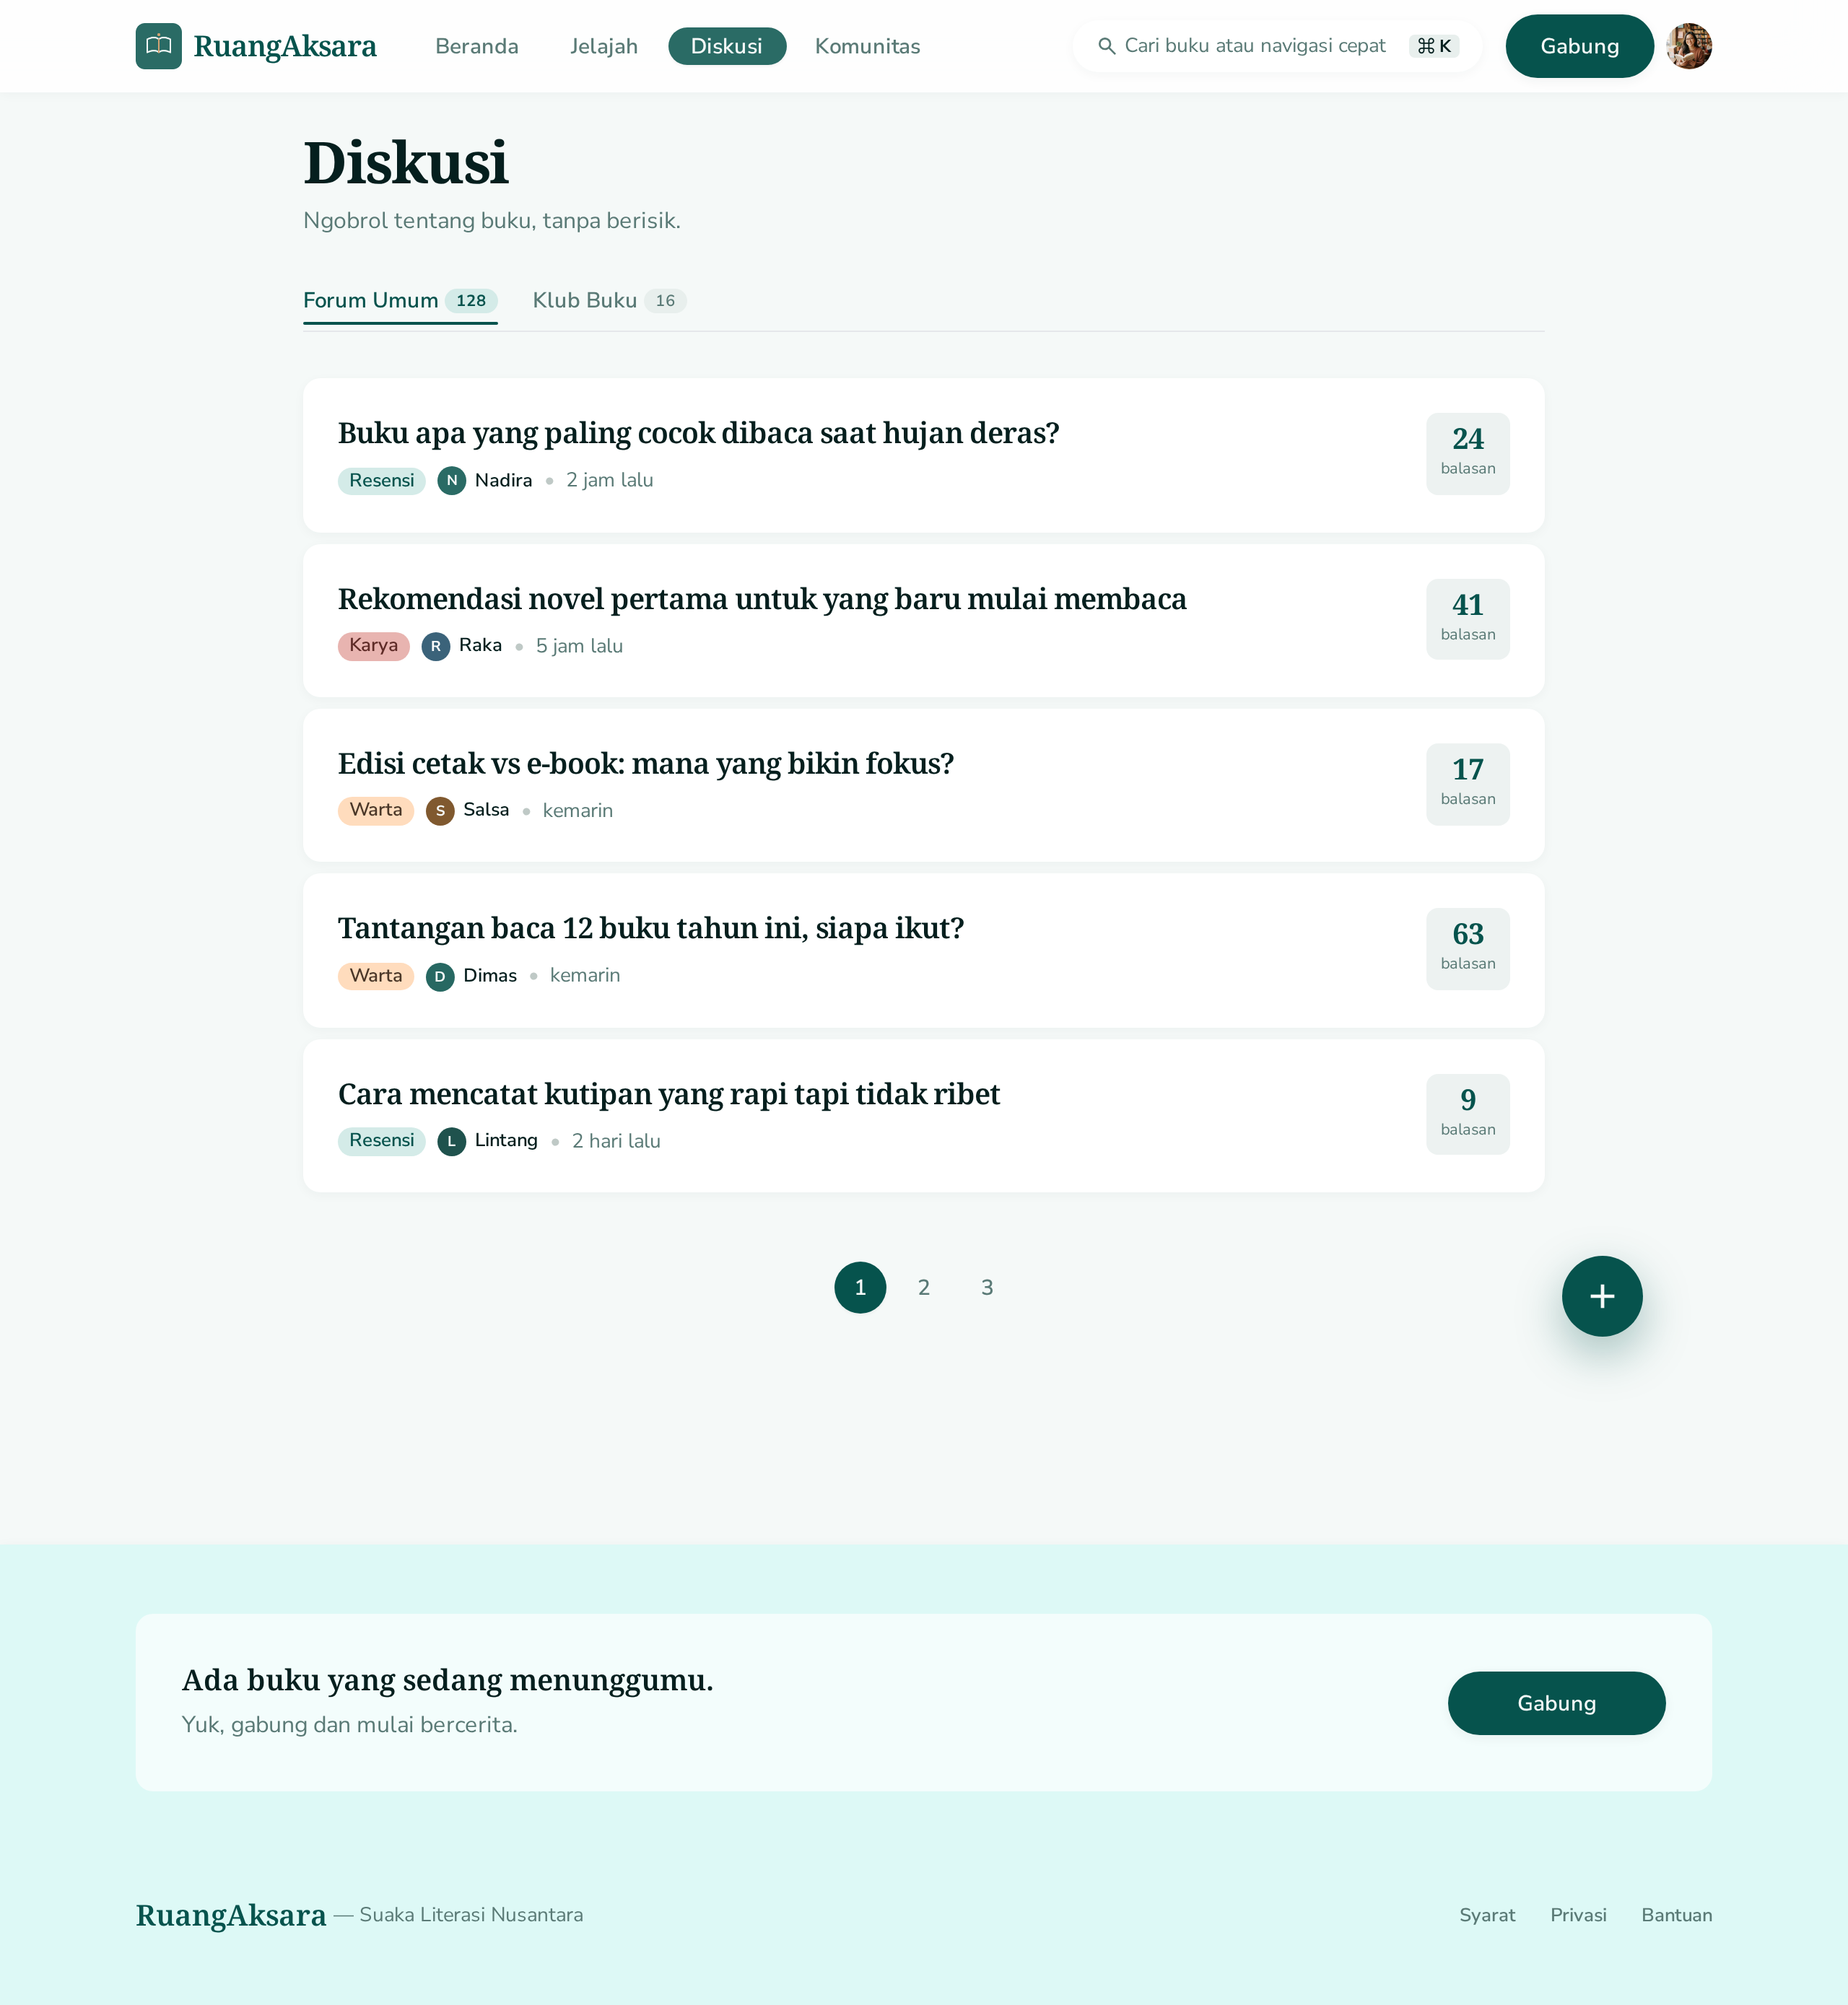 RuangAksara
Beranda
Jelajah
Diskusi
Komunitas
Cari buku atau navigasi cepat
⌘ K
Gabung
Diskusi
Ngobrol tentang buku, tanpa berisik.
Forum Umum 128
Klub Buku 16
Buku apa yang paling cocok dibaca saat hujan deras?
Resensi N Nadira • 2 jam lalu
24
balasan
Rekomendasi novel pertama untuk yang baru mulai membaca
Karya R Raka • 5 jam lalu
41
balasan
Edisi cetak vs e-book: mana yang bikin fokus?
Warta S Salsa • kemarin
17
balasan
Tantangan baca 12 buku tahun ini, siapa ikut?
Warta D Dimas • kemarin
63
balasan
Cara mencatat kutipan yang rapi tapi tidak ribet
Resensi L Lintang • 2 hari lalu
9
balasan
1 2 3
+
Ada buku yang sedang menunggumu.
Yuk, gabung dan mulai bercerita.
Gabung
RuangAksara — Suaka Literasi Nusantara
Syarat
Privasi
Bantuan